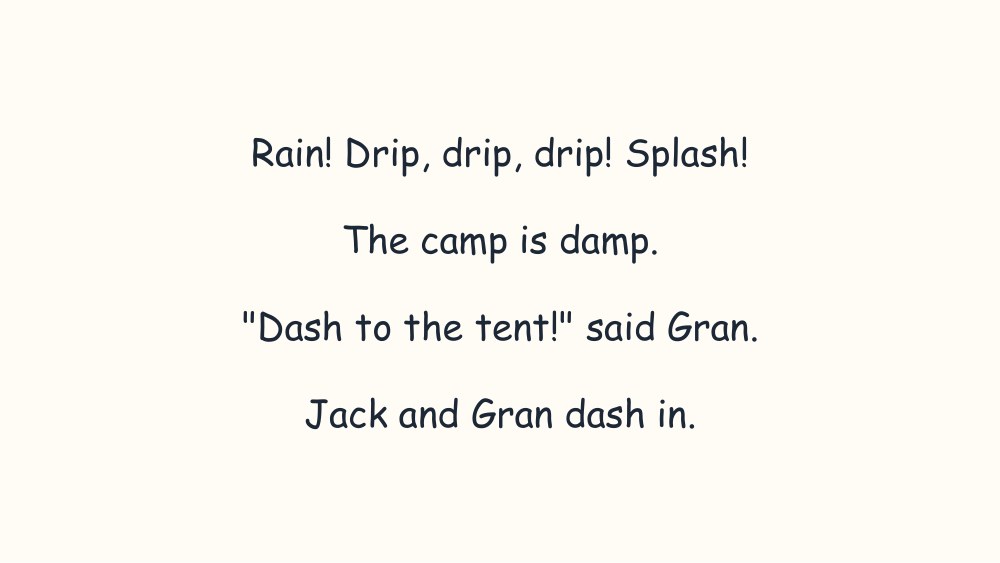 Rain! Drip, drip, drip! Splash!
The camp is damp.
"Dash to the tent!" said Gran.
Jack and Gran dash in.